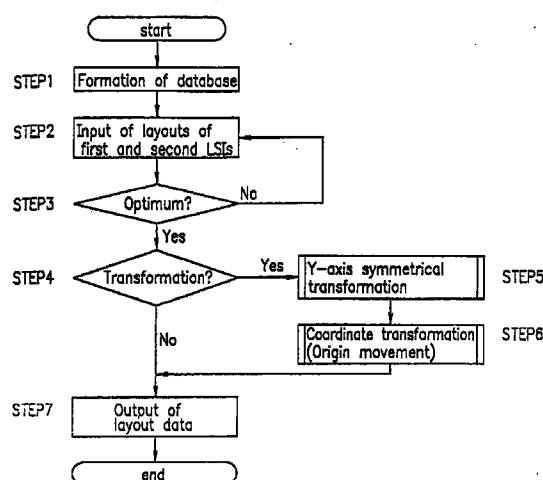 start
STEP1
Formation of database
STEP2
Input of layouts of
first and second LSIs
No
STEP3
Optimum?
Yes
STEP4
Transformation?
Yes
Y-axis symmetrical
transformation
STEP5
No
Coordinate transformation
(Origin movement)
STEP6
STEP7
Output of
layout data
end